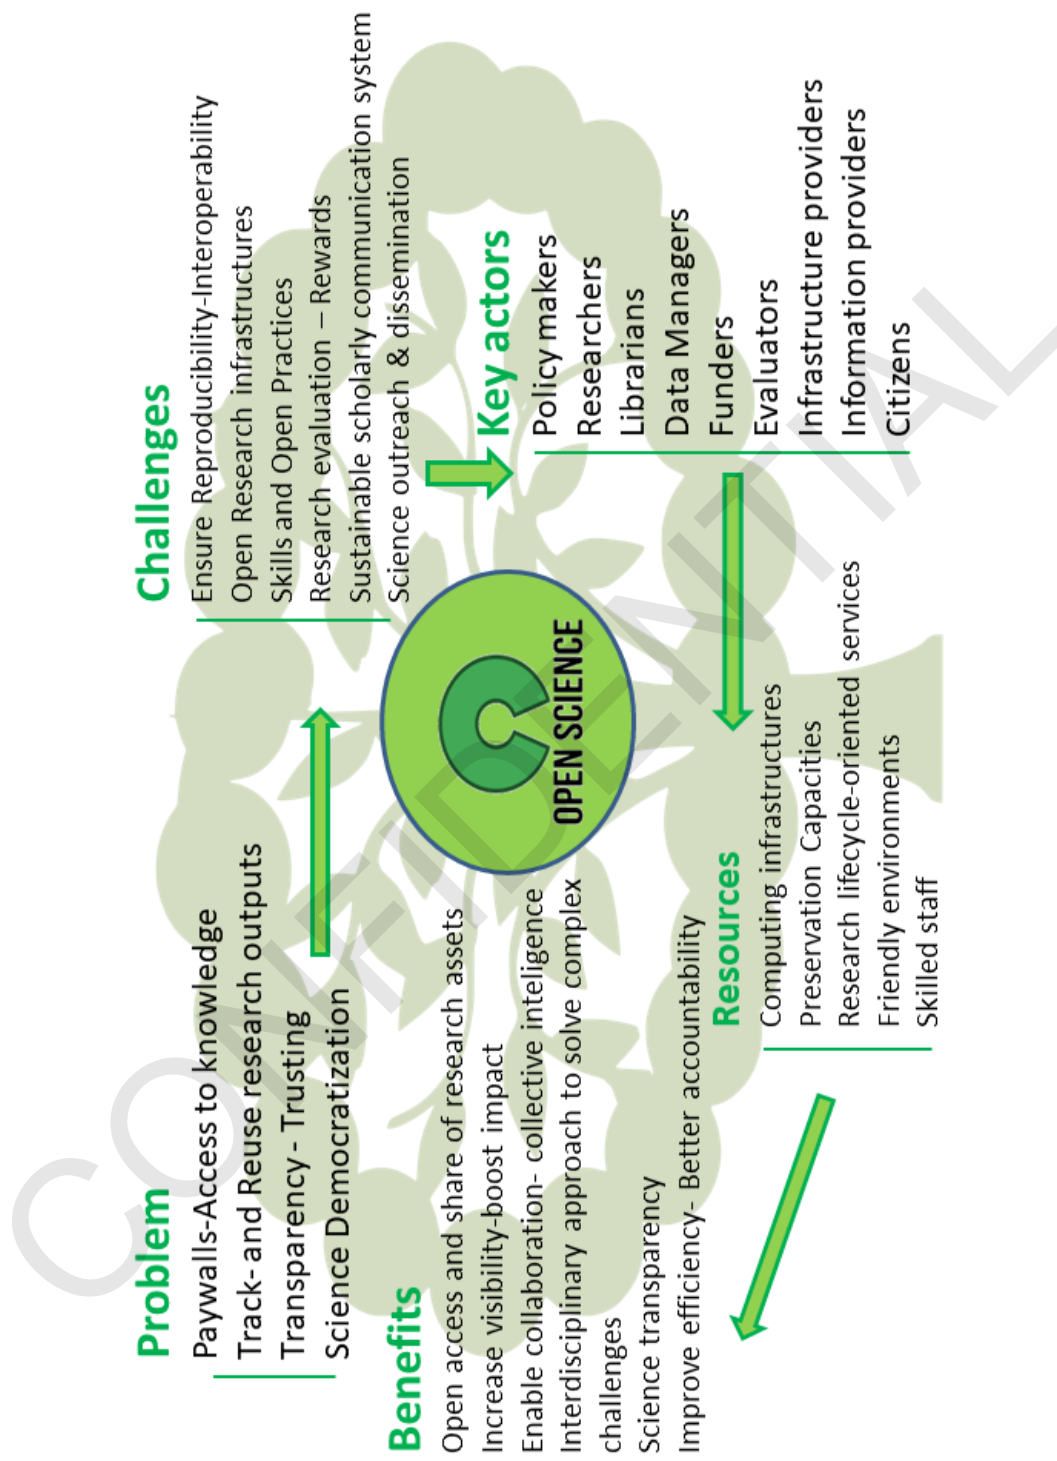 Problem
Paywalls-Access to knowledge
Track- and Reuse research outputs
Transparency - Trusting
Science Democratization
Challenges
Ensure Reproducibility-Interoperability
Open Research infrastructures
Skills and Open Practices
Research evaluation – Rewards
Sustainable scholarly communication system
Science outreach & dissemination
Key actors
Policy makers
Researchers
Librarians
Data Managers
Funders
Evaluators
Infrastructure providers
Information providers
Citizens
OPEN SCIENCE
Resources
Computing infrastructures
Preservation Capacities
Research lifecycle-oriented services
Friendly environments
Skilled staff
Benefits
Open access and share of research assets
Increase visibility-boost impact
Enable collaboration- collective inteligence
Interdisciplinary approach to solve complex
challenges
Science transparency
Improve efficiency- Better accountability
CONFIDENTIAL